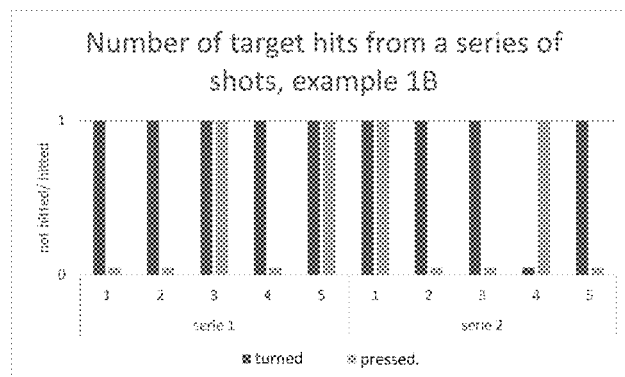 Number of target hits from a series of
shots, example 1B
1
not hitted/ hitted
0
1 2 3 4 5 1 2 3 4 5
serie 1 serie 2
turned pressed.